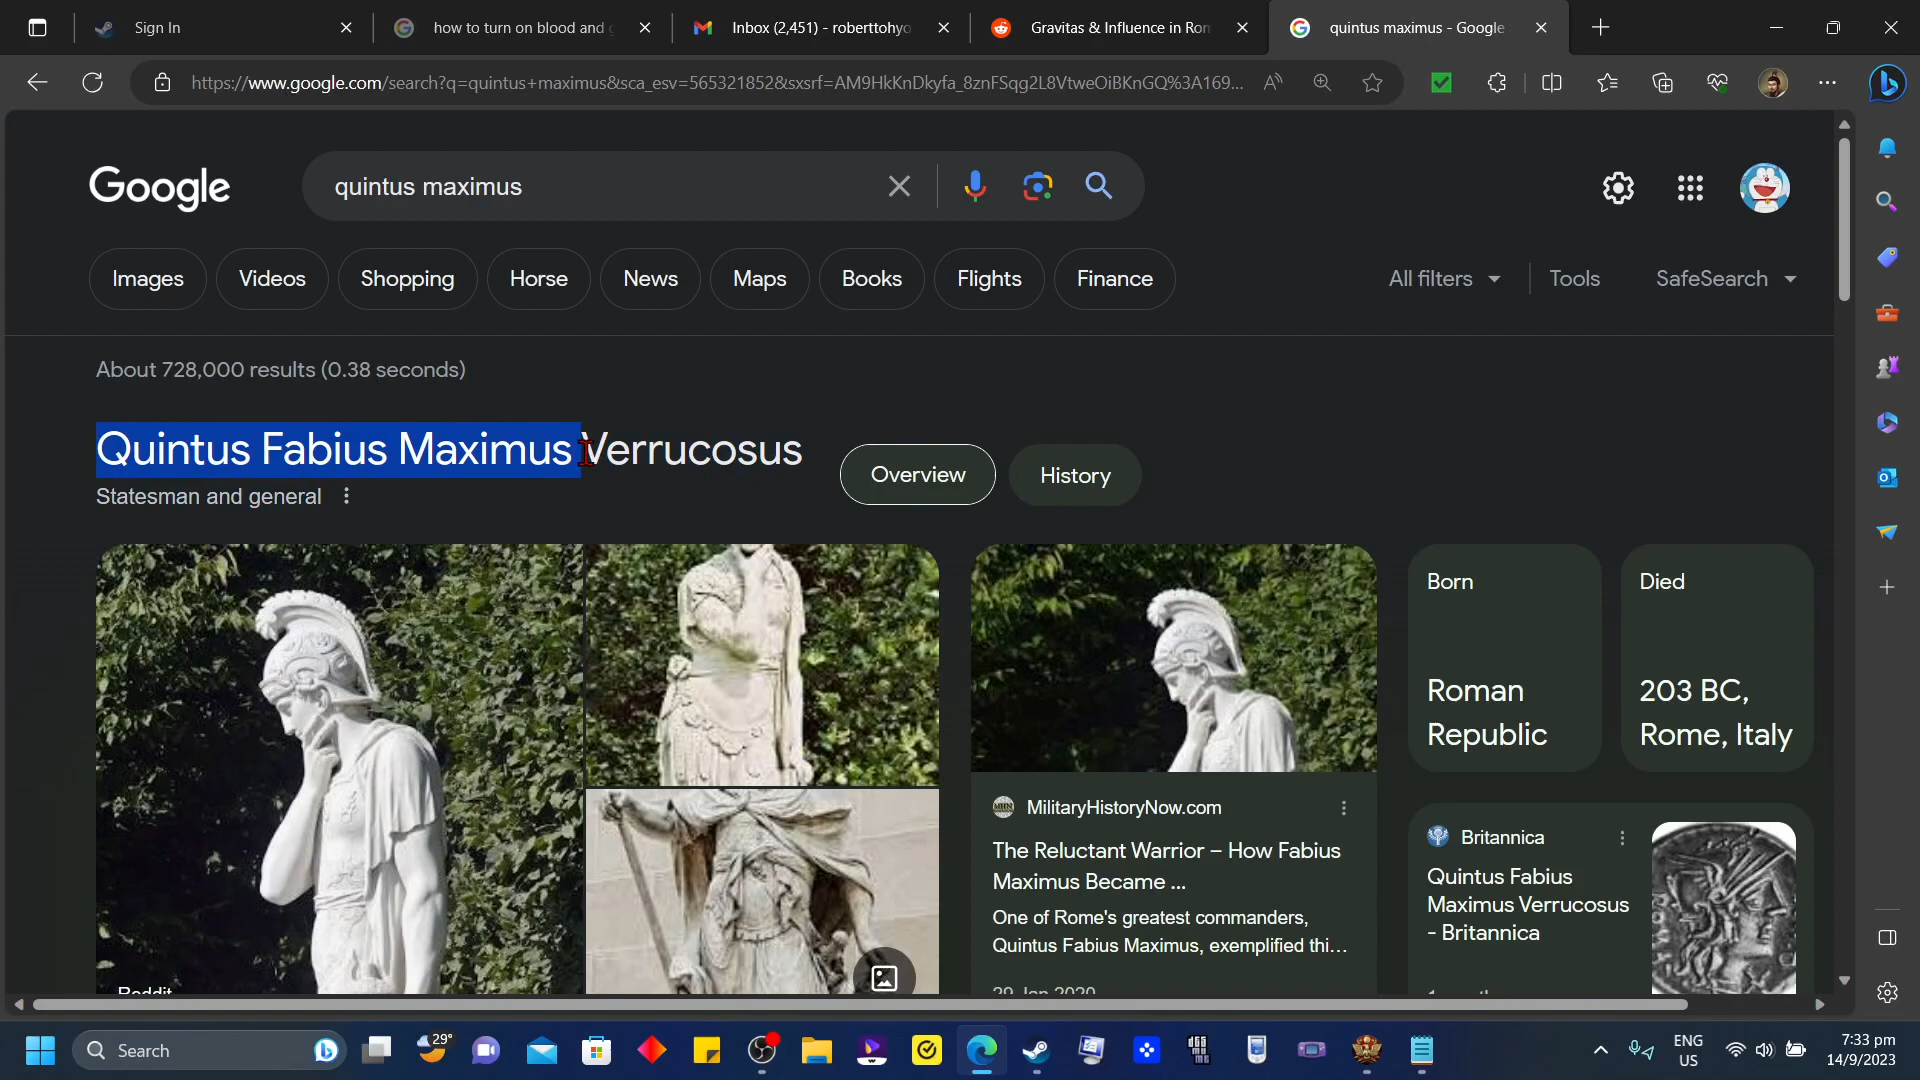 Sign In
how to turn on blood and g
Inbox (2,451) - roberttohyo
Gravitas & Influence in Rom
quintus maximus - Google
https://www.google.com/search?q=quintus+maximus&sca_esv=565321852&sxsrf=AM9HkKnDkyfa_8znFSqg2L8VtweOiBKnGQ%3A169...
Google
quintus maximus
Images
Videos
Shopping
Horse
News
Maps
Books
Flights
Finance
All filters
Tools
SafeSearch
About 728,000 results (0.38 seconds)
Quintus Fabius Maximus Verrucosus
Statesman and general
Overview
History
Born
Roman
Republic
Died
203 BC,
Rome, Italy
Reddit
MilitaryHistoryNow.com
The Reluctant Warrior – How Fabius
Maximus Became ...
One of Rome's greatest commanders,
Quintus Fabius Maximus, exemplified thi...
29 Jan 2020
Britannica
Quintus Fabius
Maximus Verrucosus
- Britannica
Search
29°
ENG
US
7:33 pm
14/9/2023